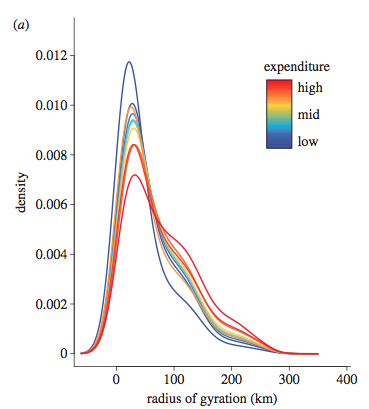 (a)
expenditure
high
mid
low
density
0.012
0.010
0.008
0.006
0.004
0.002
0
0 100 200 300 400
radius of gyration (km)